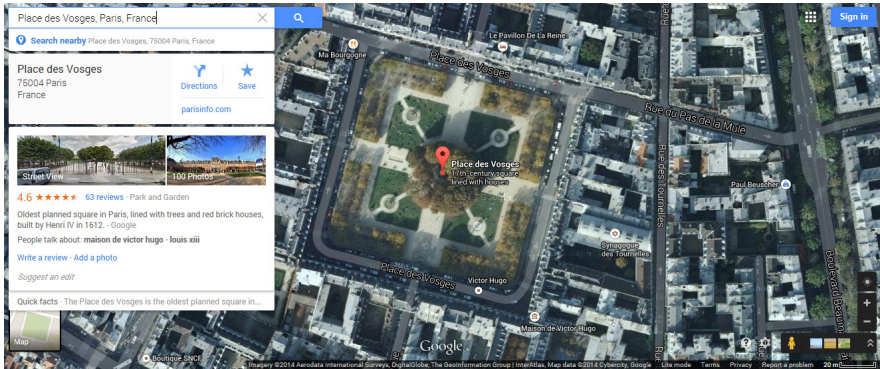 Place des Vosges, Paris, France
Sign in
Search nearby Place des Vosges, 75004 Paris, France
Place des Vosges
75004 Paris
France
Directions
Save
parisinfo.com
Street View
100 Photos
4.6 63 reviews · Park and Garden
Oldest planned square in Paris, lined with trees and red brick houses,
built by Henri IV in 1612. - Google
People talk about: maison de victor hugo · louis xiii
Write a review · Add a photo
Suggest an edit
Quick facts · The Place des Vosges is the oldest planned square in...
Map
Le Pavillon De La Reine
Ma Bourgogne
Place des Vosges
Rue du Pas de la Mule
Place des Vosges
17th-century square
lined with houses
Rue des Tournelles
Paul Beuscher
Synagogue
des Tournelles
Place des Vosges
Victor Hugo
Maison de Victor Hugo
Boutique SNCF
Google
Imagery ©2014 Aerodata International Surveys, DigitalGlobe, The GeoInformation Group | InterAtlas, Map data ©2014 Cybercity, Google
Lite mode
Terms
Privacy
Report a problem
20 m